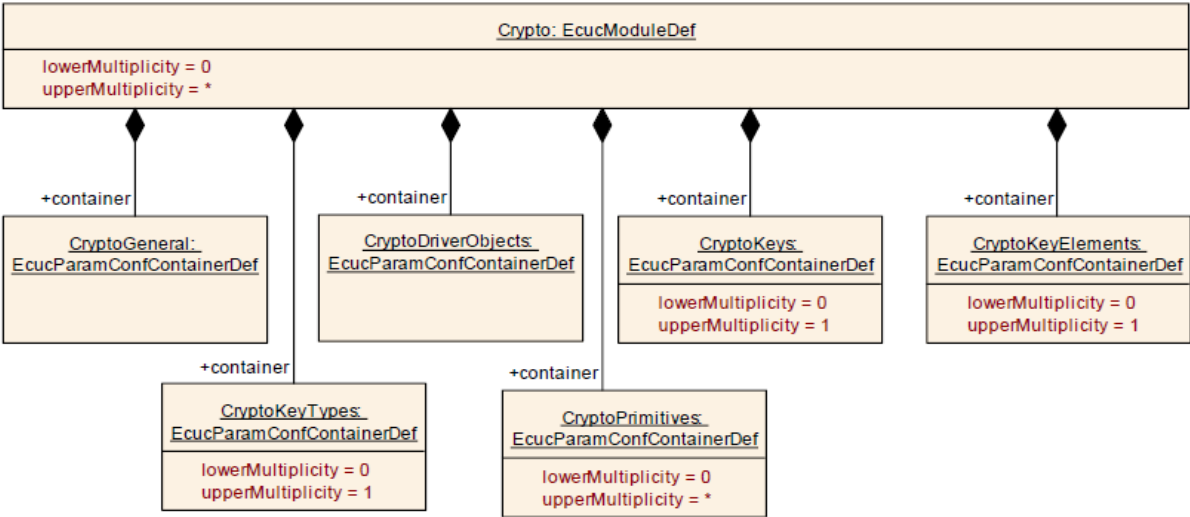 Crypto: EcucModuleDef
lowerMultiplicity = 0
upperMultiplicity = *
+container
+container
+container
+container
CryptoGeneral:
EcucParamConfContainerDef
CryptoDriverObjects:
EcucParamConfContainerDef
CryptoKeys:
EcucParamConfContainerDef
lowerMultiplicity = 0
upperMultiplicity = 1
CryptoKeyElements:
EcucParamConfContainerDef
lowerMultiplicity = 0
upperMultiplicity = 1
+container
+container
CryptoKeyTypes:
EcucParamConfContainerDef
lowerMultiplicity = 0
upperMultiplicity = 1
CryptoPrimitives:
EcucParamConfContainerDef
lowerMultiplicity = 0
upperMultiplicity = *